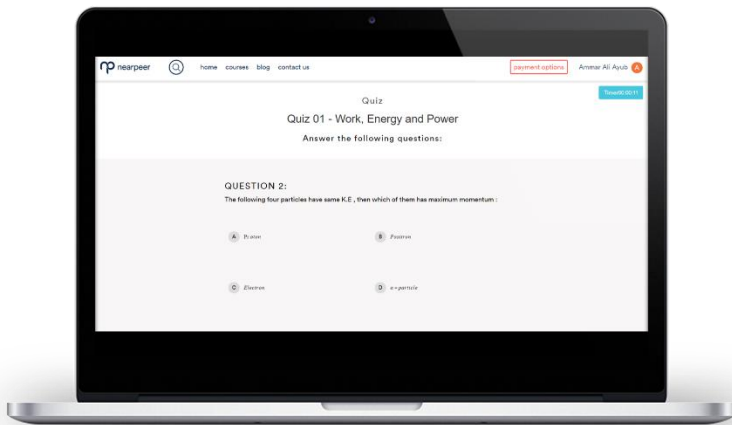 nearpeer
home courses blog contact us
payment options
Ammar Ali Ayub
A
Quiz
Quiz 01 - Work, Energy and Power
Answer the following questions:
QUESTION 2:
The following four particles have same K.E , then which of them has maximum momentum :
A Proton
B Positron
C Electron
D α-particle